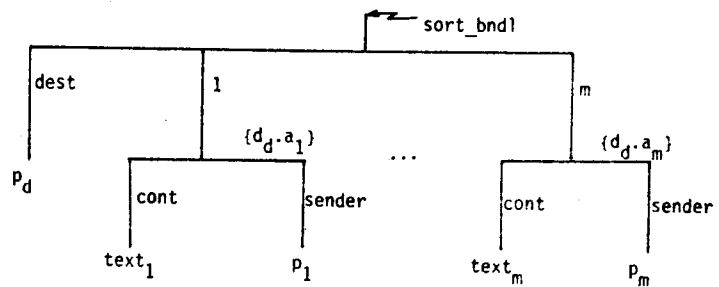 sort_bndl
dest 1 m
{d_d.a_1} ... {d_d.a_m}
p_d
cont sender cont sender
text_1 p_1 text_m p_m